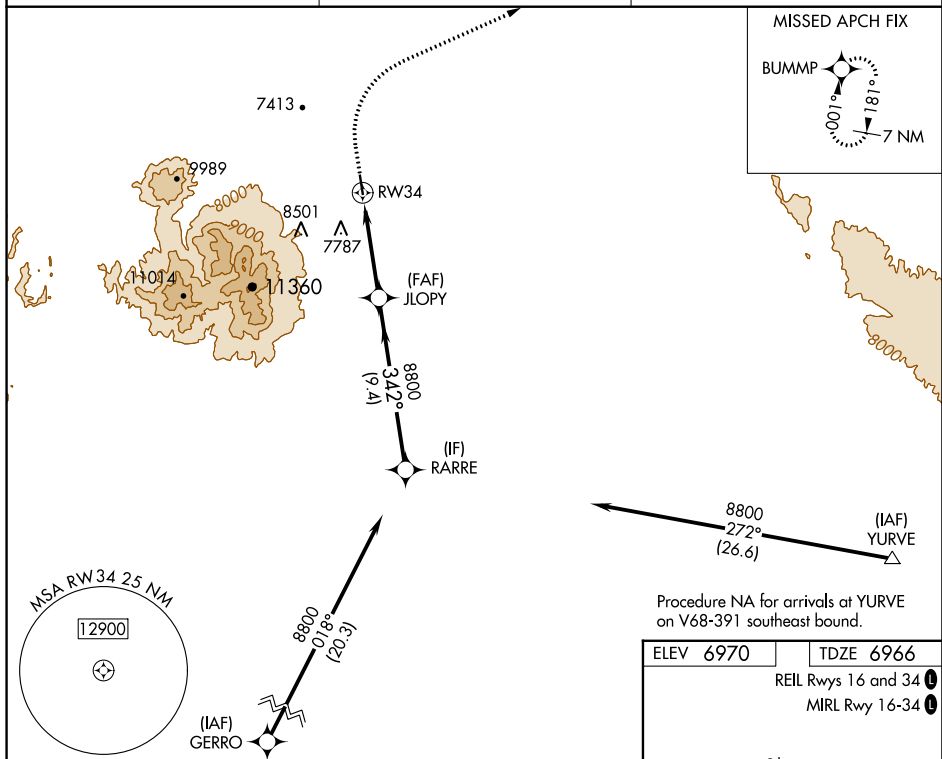 MISSED APCH FIX
BUMMP
001°
181°
7 NM
7413
9989
8000
8501
9000
7787
RW34
11014
11360
(FAF)
JLOPY
8800
342°
(9.4)
(IF)
RARRE
8000
8800
272°
(26.6)
(IAF)
YURVE
Procedure NA for arrivals at YURVE
on V68-391 southeast bound.
MSA RW34 25 NM
12900
8800
018°
(20.3)
(IAF)
GERRO
ELEV 6970
TDZE 6966
REIL Rwys 16 and 34 L
MIRL Rwy 16-34 L